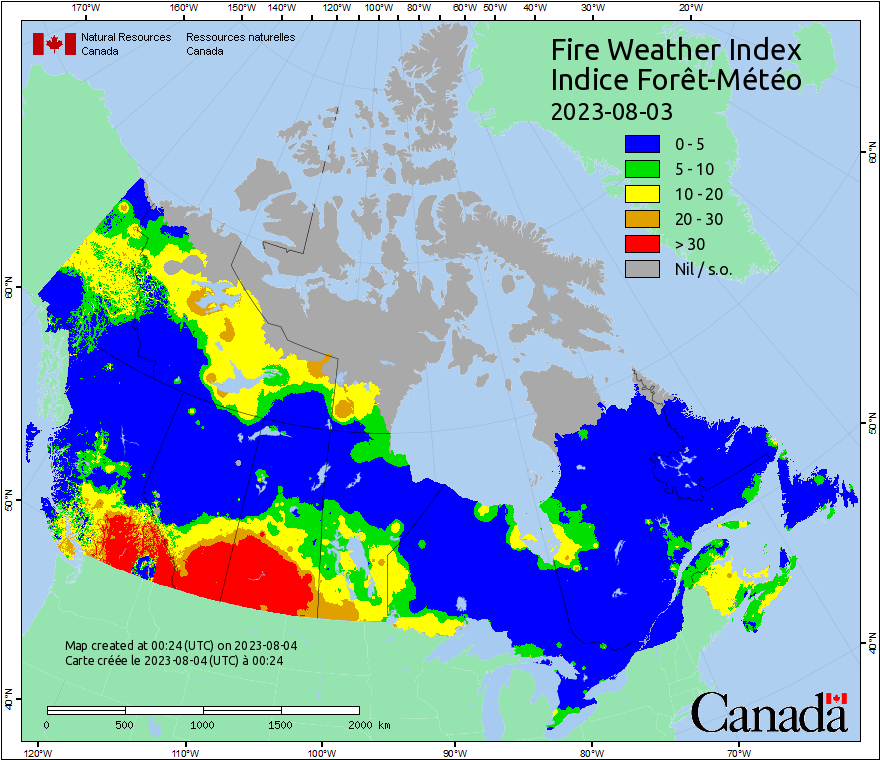 170°W 160°W 150°W 140°W 120°W 100°W 80°W 60°W 50°W 40°W 30°W 20°W
Natural Resources Ressources naturelles
Canada Canada
Fire Weather Index
Indice Forêt-Météo
2023-08-03
0 - 5
5 - 10
10 - 20
20 - 30
> 30
Nil / s.o.
60°N
60°N
50°N
50°N
40°N
40°N
Map created at 00:24 (UTC) on 2023-08-04
Carte créée le 2023-08-04 (UTC) à 00:24
0 500 1000 1500 2000 km
Canada
120°W 110°W 100°W 90°W 80°W 70°W